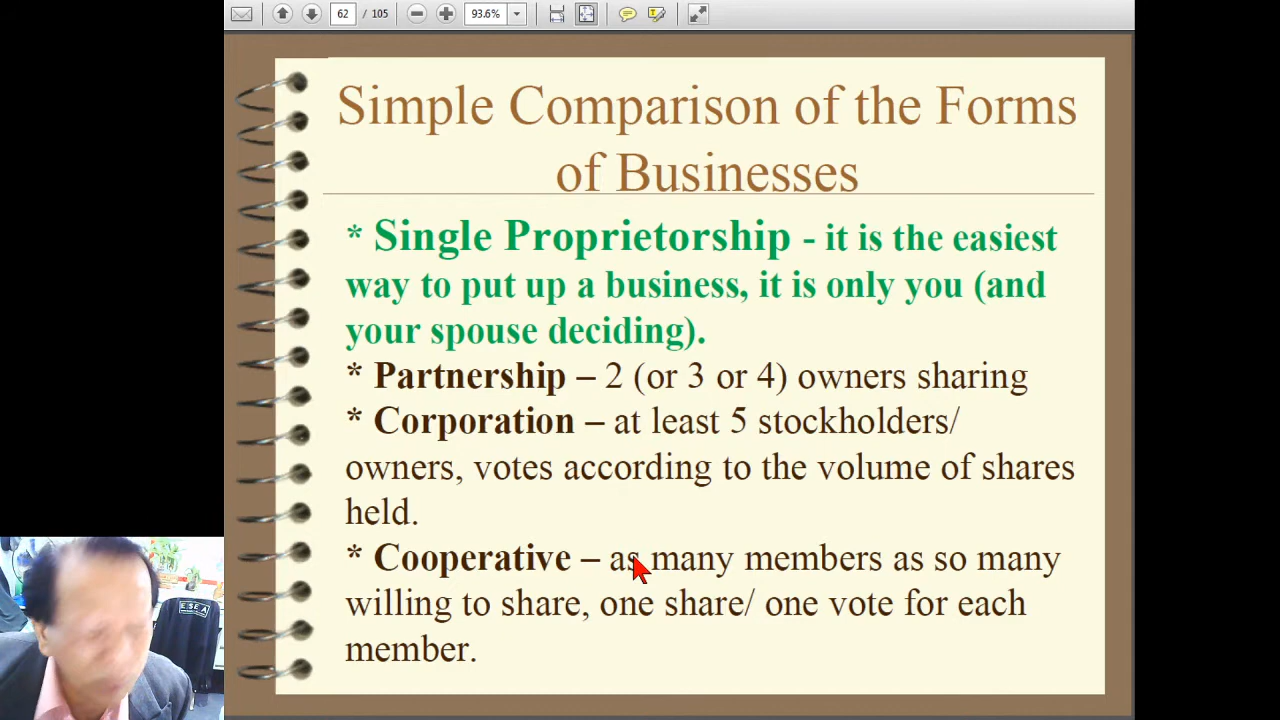 62 / 105 93.6%
Simple Comparison of the Forms
of Businesses
* Single Proprietorship - it is the easiest
way to put up a business, it is only you (and
your spouse deciding).
* Partnership – 2 (or 3 or 4) owners sharing
* Corporation – at least 5 stockholders/
owners, votes according to the volume of shares
held.
* Cooperative – as many members as so many
willing to share, one share/ one vote for each
member.
ESEA